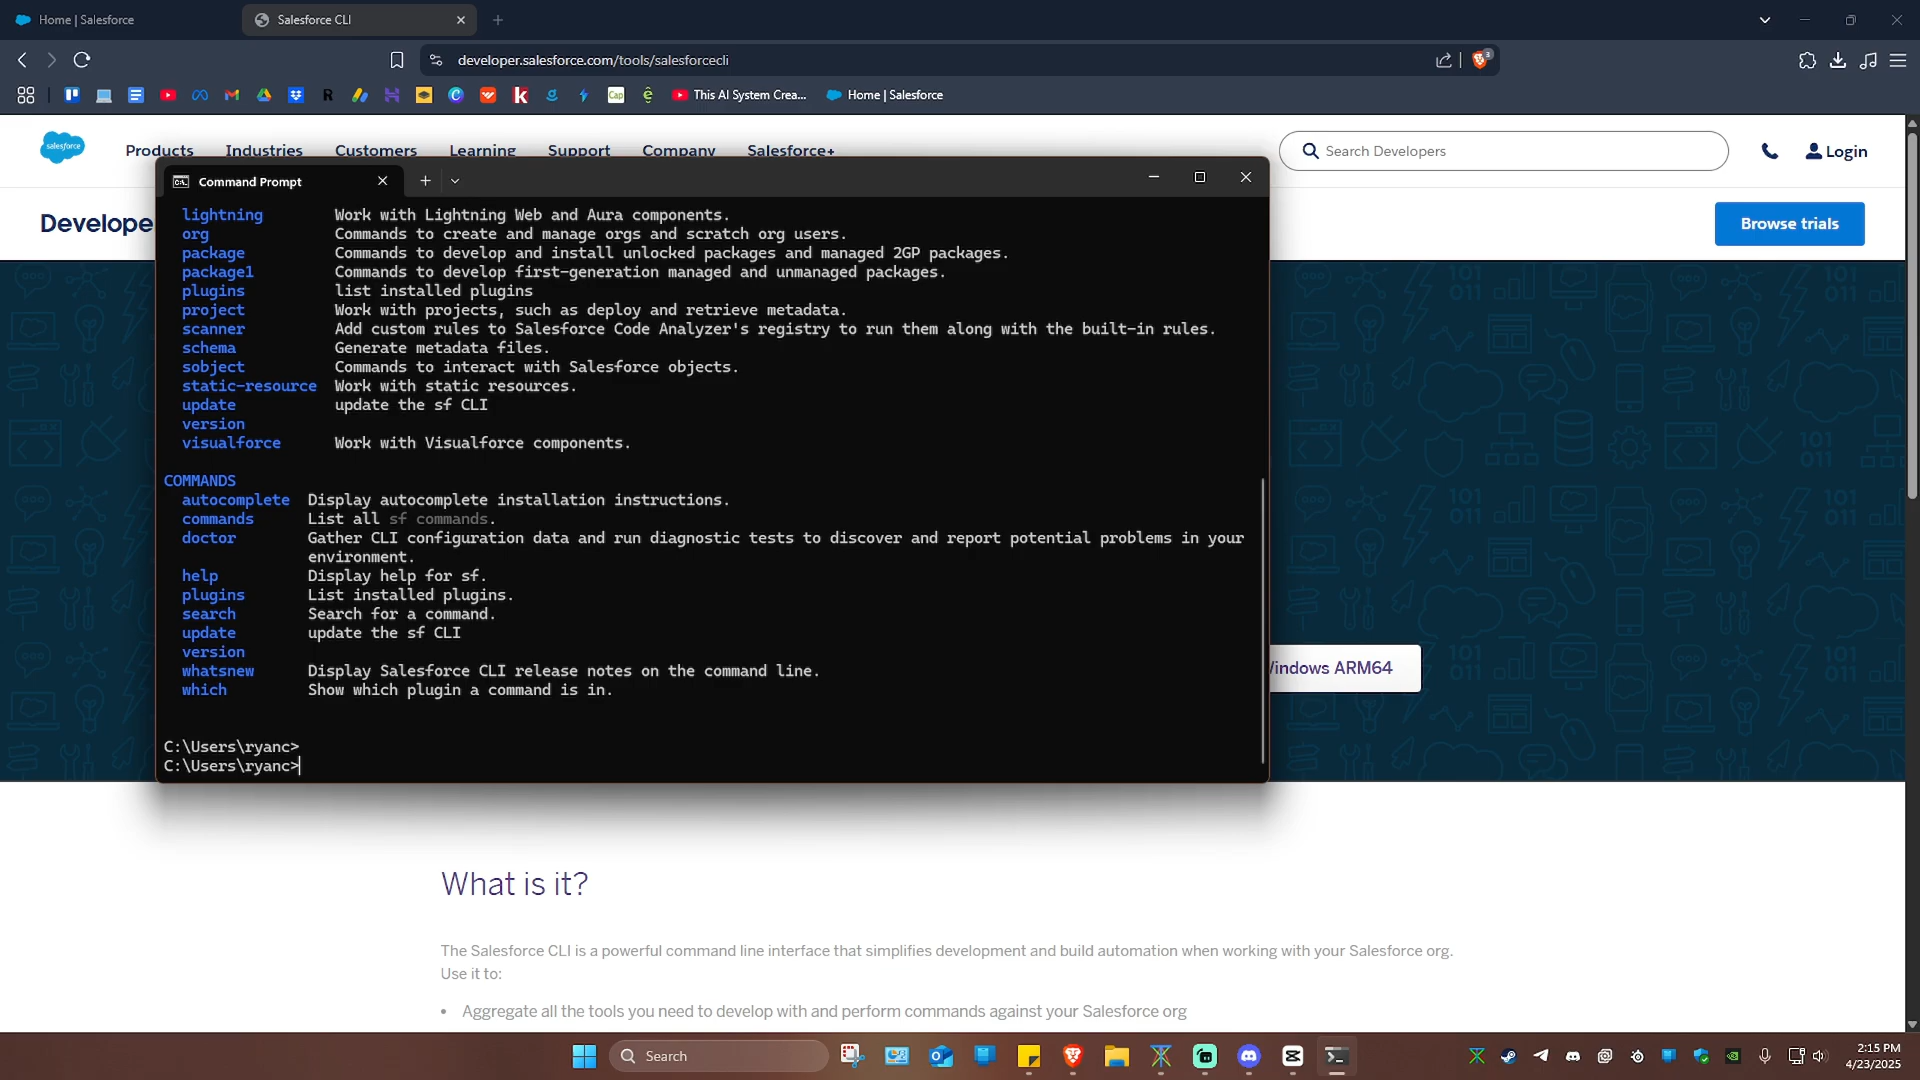 Home | Salesforce
Salesforce CLI
developer.salesforce.com/tools/salesforcecli
3
This AI System Crea...
Home | Salesforce
salesforce
Products
Industries
Customers
Learning
Support
Company
Salesforce+
Search Developers
Login
Command Prompt
Develope
Browse trials
lightning Work with Lightning Web and Aura components.
org Commands to create and manage orgs and scratch org users.
package Commands to develop and install unlocked packages and managed 2GP packages.
package1 Commands to develop first-generation managed and unmanaged packages.
plugins list installed plugins
project Work with projects, such as deploy and retrieve metadata.
scanner Add custom rules to Salesforce Code Analyzer's registry to run them along with the built-in rules.
schema Generate metadata files.
sobject Commands to interact with Salesforce objects.
static-resource Work with static resources.
update update the sf CLI
version
visualforce Work with Visualforce components.
COMMANDS
autocomplete Display autocomplete installation instructions.
commands List all sf commands.
doctor Gather CLI configuration data and run diagnostic tests to discover and report potential problems in your
environment.
help Display help for sf.
plugins List installed plugins.
search Search for a command.
update update the sf CLI
version
whatsnew Display Salesforce CLI release notes on the command line.
which Show which plugin a command is in.
C:\Users\ryanc>
C:\Users\ryanc>
Windows ARM64
What is it?
The Salesforce CLI is a powerful command line interface that simplifies development and build automation when working with your Salesforce org.
Use it to:
• Aggregate all the tools you need to develop with and perform commands against your Salesforce org
Search
2:15 PM
4/23/2025